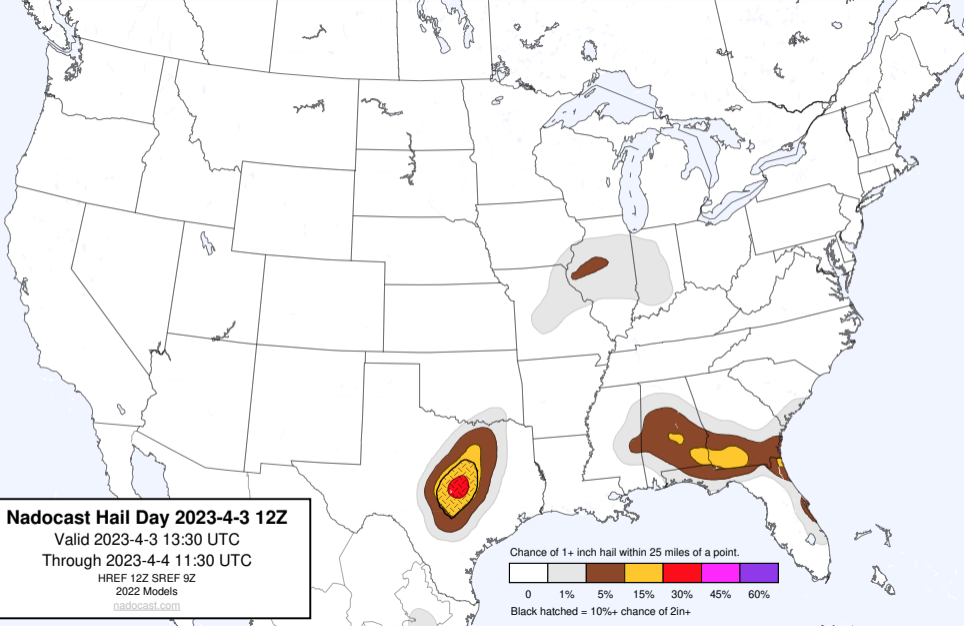 Nadocast Hail Day 2023-4-3 12Z
Valid 2023-4-3 13:30 UTC
Through 2023-4-4 11:30 UTC
HREF 12Z SREF 9Z
2022 Models
nadocast.com
Chance of 1+ inch hail within 25 miles of a point.
0 1% 5% 15% 30% 45% 60%
Black hatched = 10%+ chance of 2in+